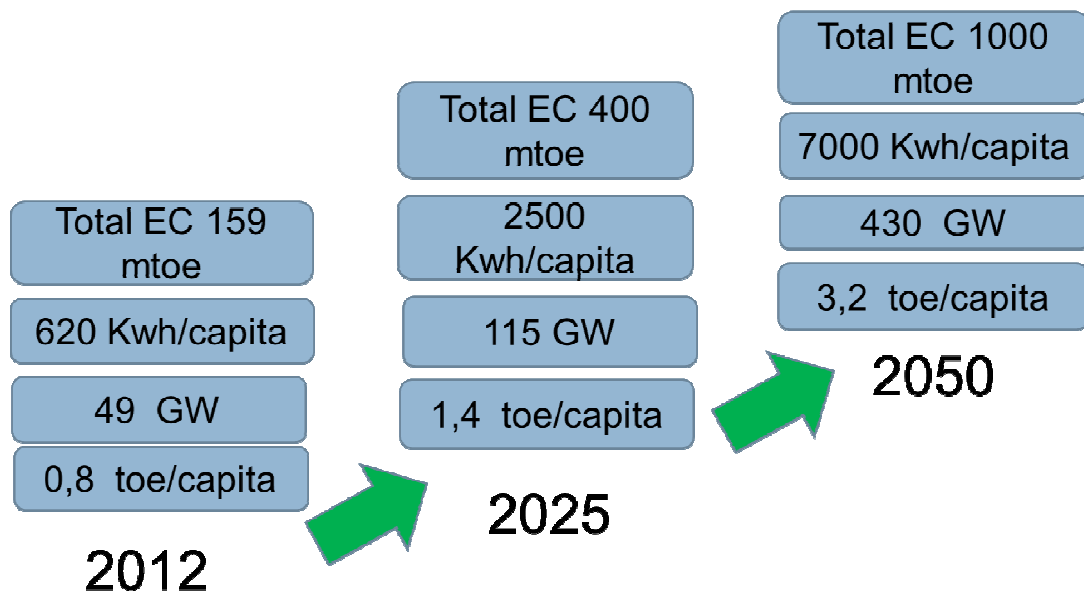 Total EC 159
mtoe
620 Kwh/capita
49 GW
0,8 toe/capita
2012
Total EC 400
mtoe
2500
Kwh/capita
115 GW
1,4 toe/capita
2025
Total EC 1000
mtoe
7000 Kwh/capita
430 GW
3,2 toe/capita
2050